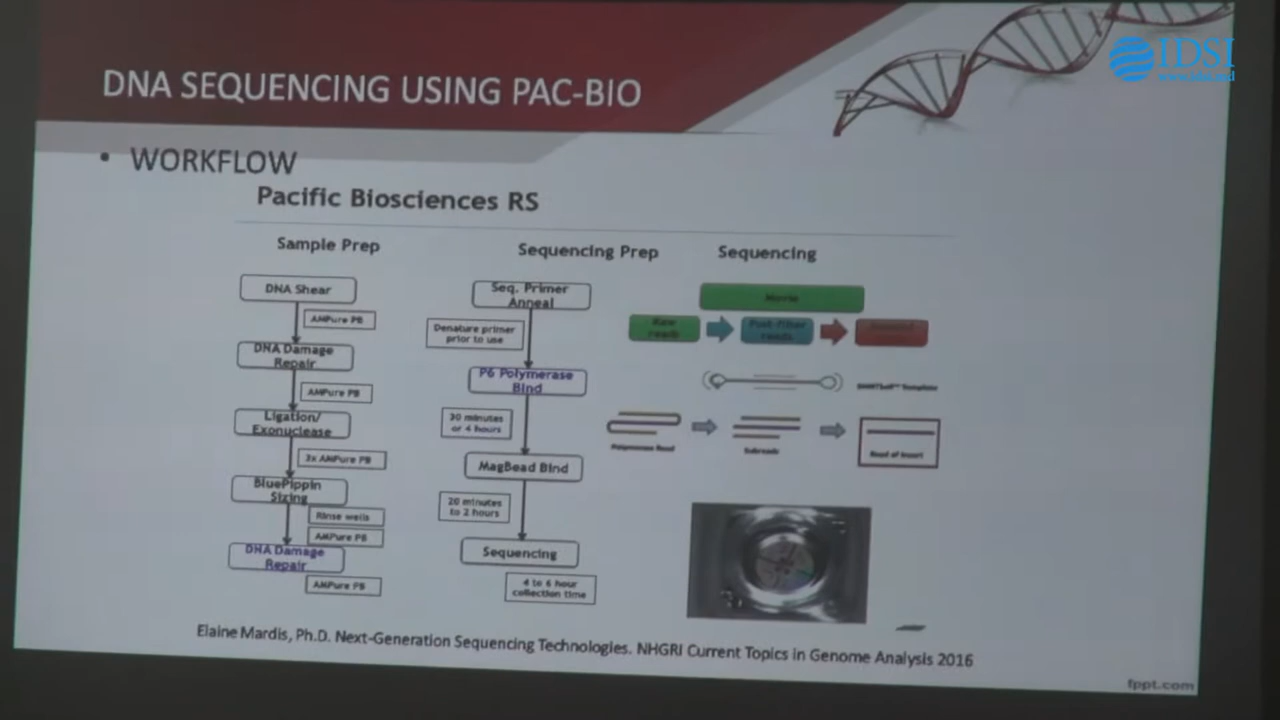 IDSI
DNA SEQUENCING USING PAC-BIO
• WORKFLOW
Pacific Biosciences RS
Sample Prep
DNA Shear
AMPure PB
DNA Damage
Repair
AMPure PB
Ligation/
Exonuclease
3x AMPure PB
BluePippin
Sizing
Rinse wells
AMPure PB
DNA Damage
Repair
AMPure PB
Sequencing Prep
Seq. Primer
Anneal
Denature primer
prior to use
P6 Polymerase
Bind
30 minutes
or 4 hours
MagBead Bind
20 minutes
to 2 hours
Sequencing
4 to 6 hour
collection time
Sequencing
Movie
Raw
reads
Post-filter
reads
Polymerase Read
Subreads
Read of Insert
Elaine Mardis, Ph.D. Next-Generation Sequencing Technologies. NHGRI Current Topics in Genome Analysis 2016
fppt.com